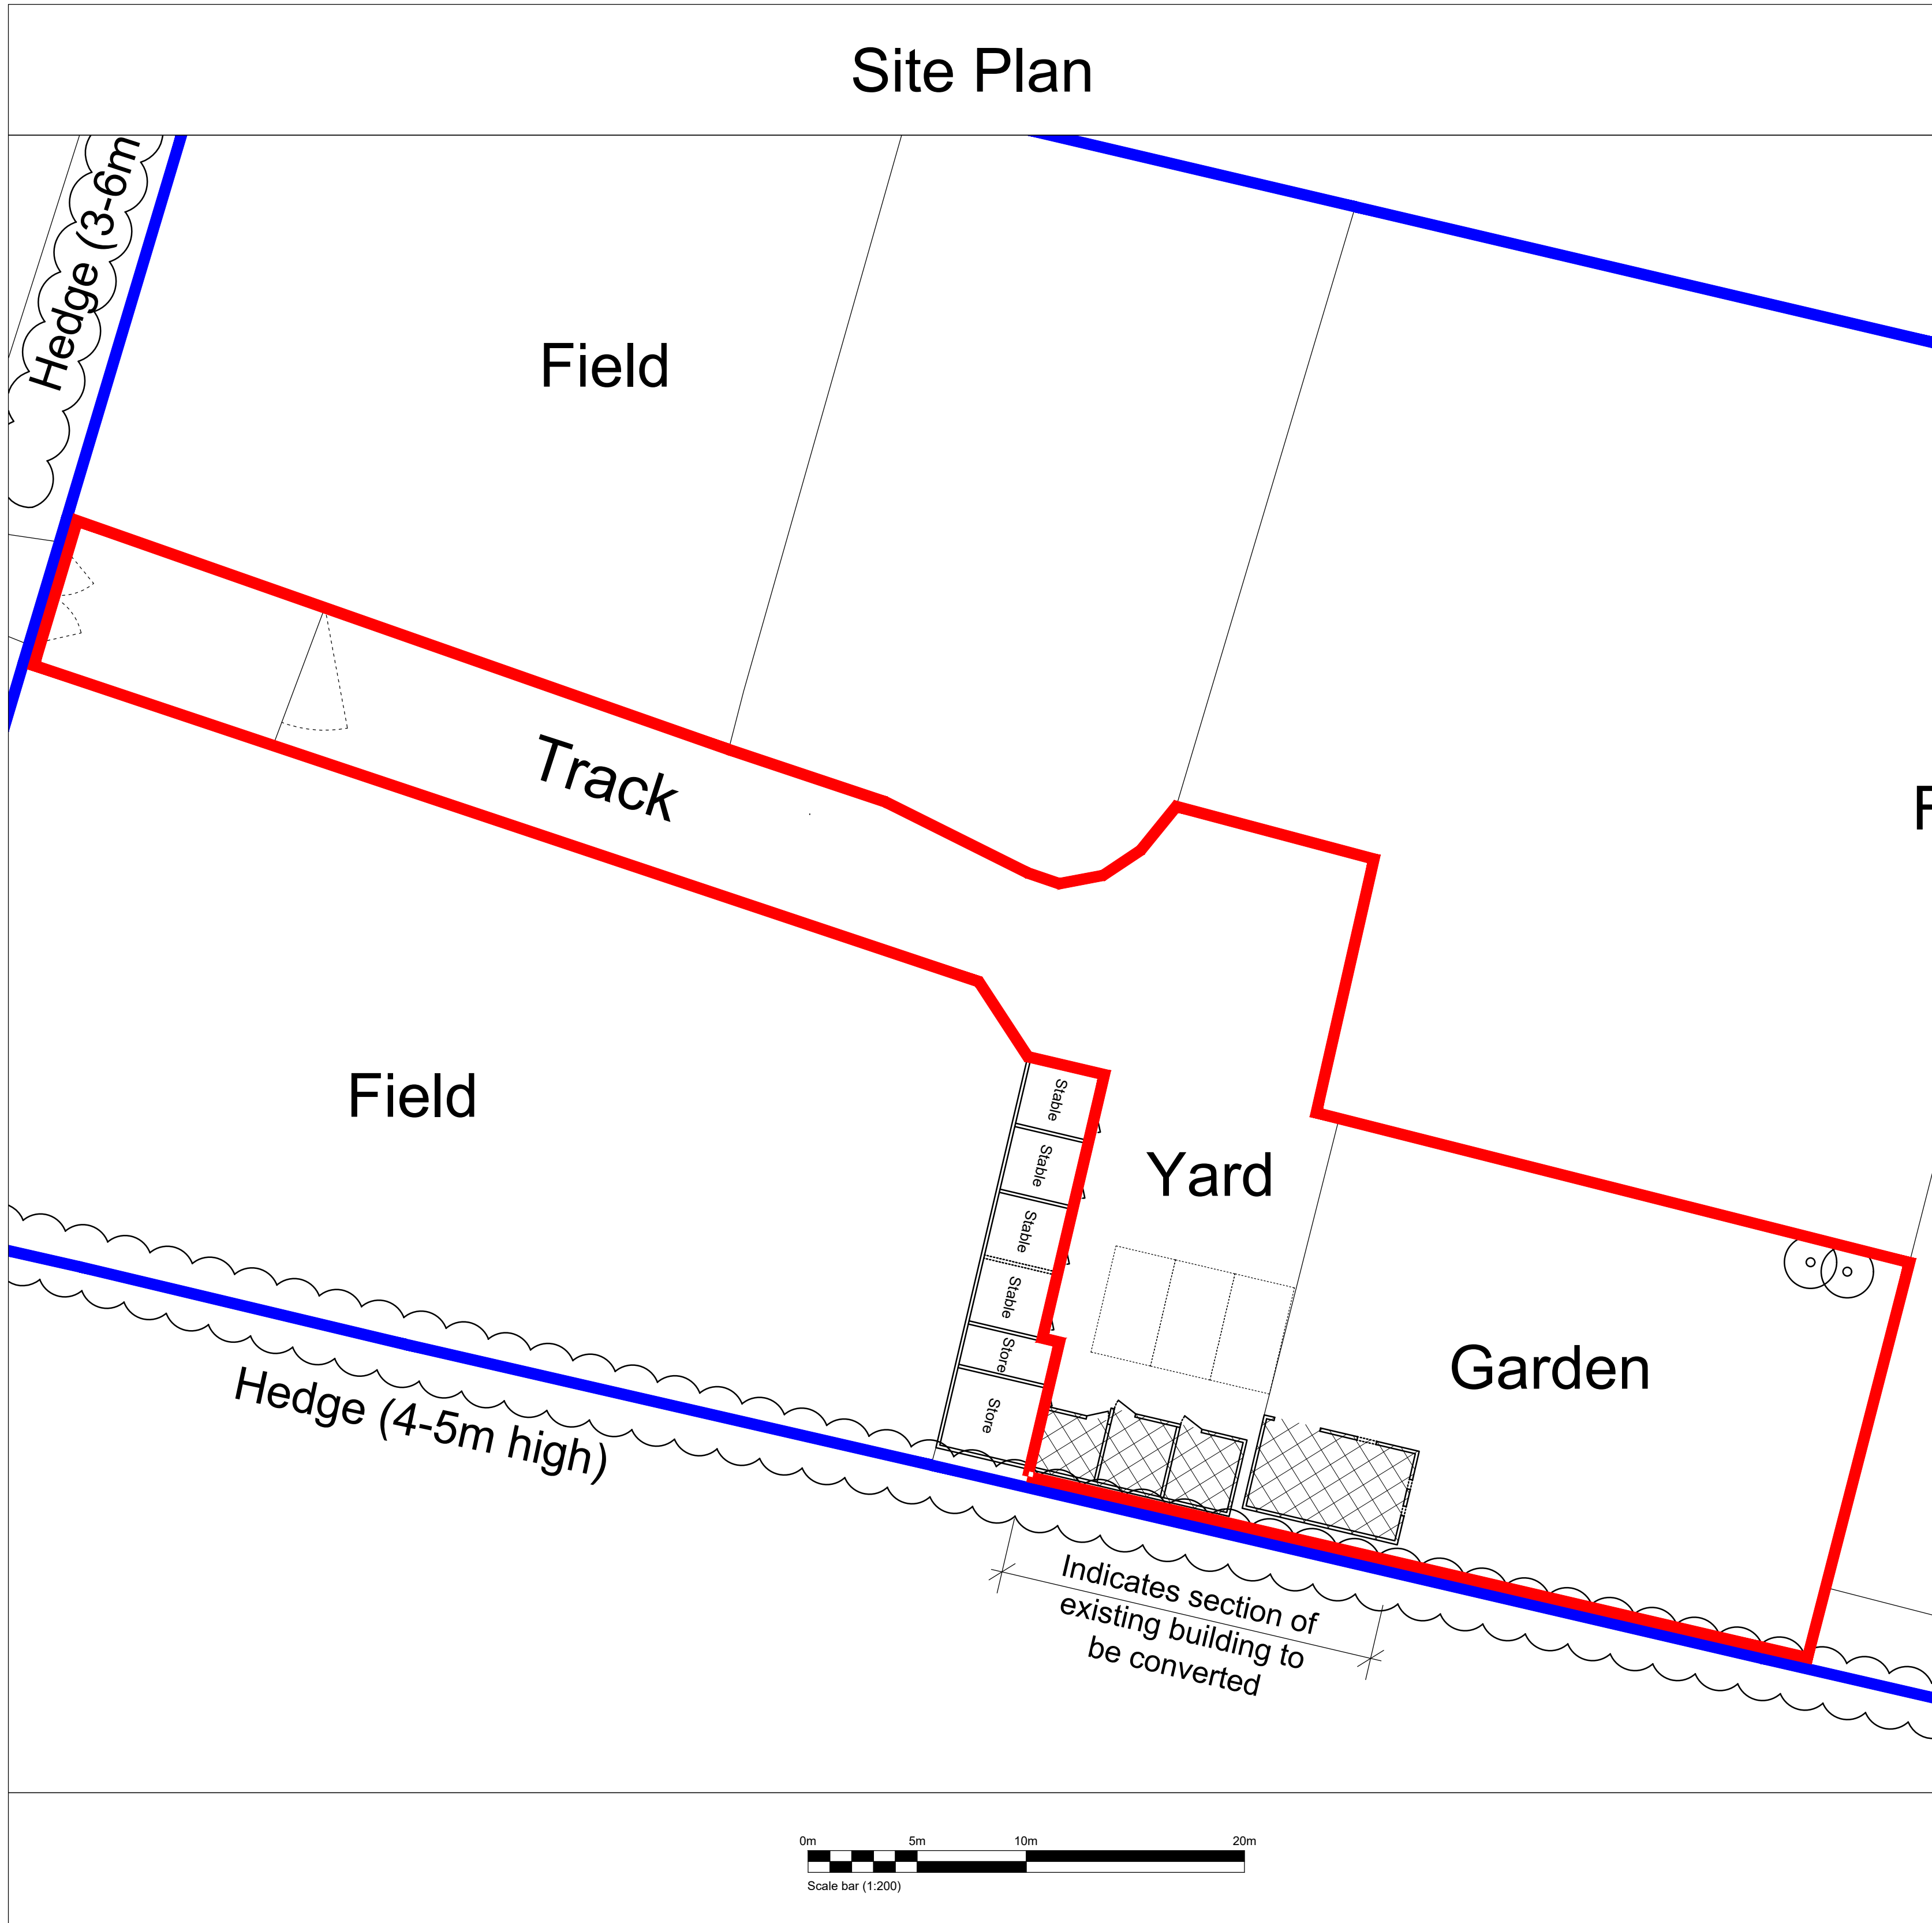 Site Plan
Hedge (3-6m
Field
Track
Field
Stable
Stable
Stable
Stable
Store
Store
Yard
Garden
Hedge (4-5m high)
Indicates section of
existing building to
be converted
0m 5m 10m 20m
Scale bar (1:200)